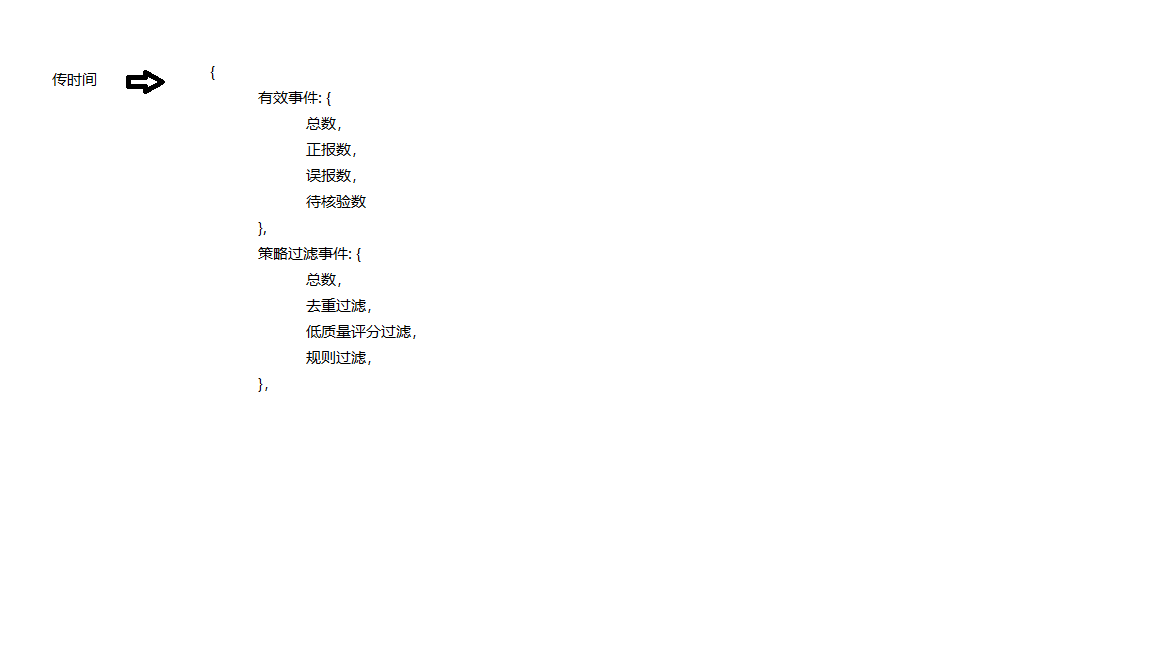 传时间
{
有效事件: {
总数，
正报数，
误报数，
待核验数
},
策略过滤事件: {
总数，
去重过滤，
低质量评分过滤，
规则过滤，
}，